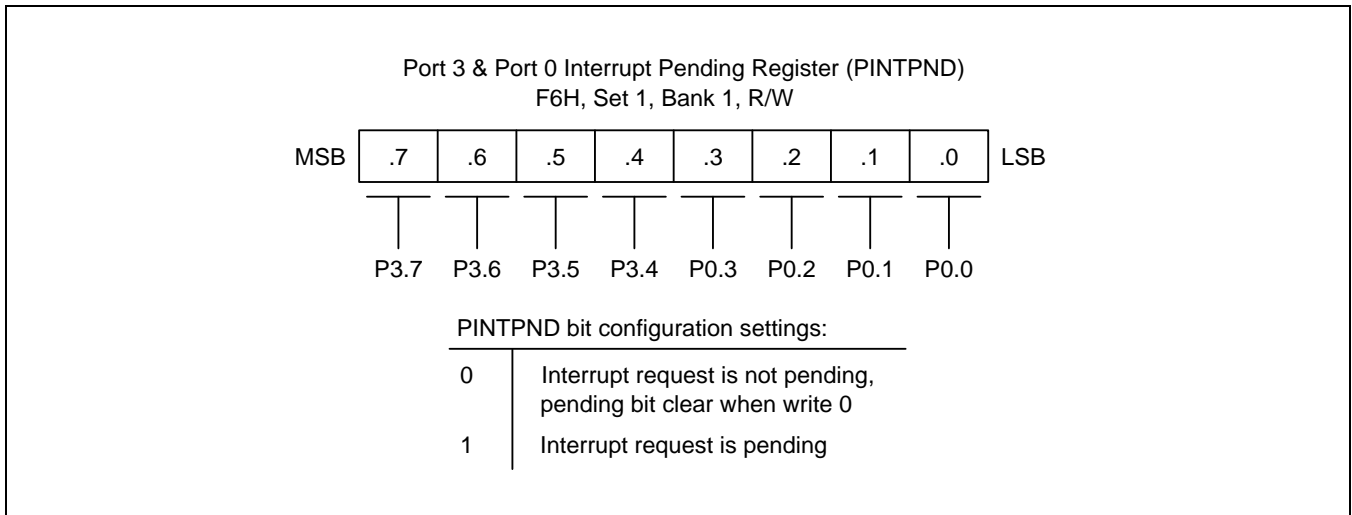 Port 3 & Port 0 Interrupt Pending Register (PINTPND)
F6H, Set 1, Bank 1, R/W
MSB .7 .6 .5 .4 .3 .2 .1 .0 LSB
P3.7 P3.6 P3.5 P3.4 P0.3 P0.2 P0.1 P0.0
PINTPND bit configuration settings:
0 Interrupt request is not pending,
pending bit clear when write 0
1 Interrupt request is pending